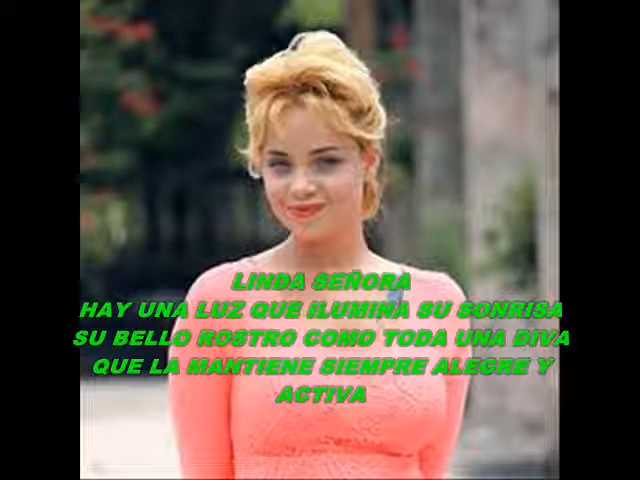 LINDA SEÑORA
HAY UNA LUZ QUE ILUMINA SU SONRISA
SU BELLO ROSTRO COMO TODA UNA DIVA
QUE LA MANTIENE SIEMPRE ALEGRE Y
ACTIVA